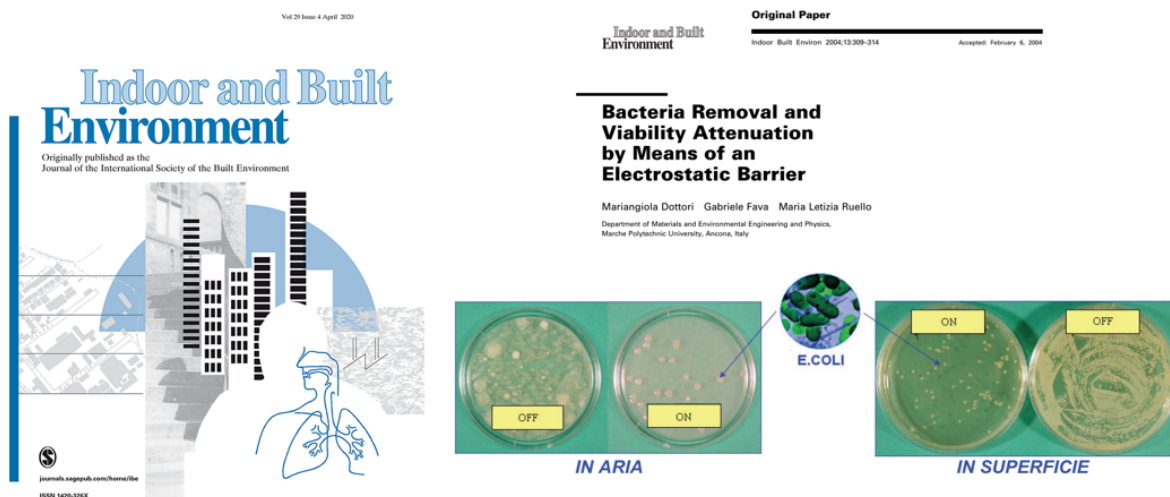 Vol 29 Issue 4 April 2020
Indoor and Built
Environment
Originally published as the
Journal of the International Society of the Built Environment
journals.sagepub.com/home/ibe
ISSN 1420-326X
Indoor and Built
Environment
Original Paper
Indoor Built Environ 2004;13:309–314
Accepted: February 6, 2004
Bacteria Removal and
Viability Attenuation
by Means of an
Electrostatic Barrier
Mariangiola Dottori Gabriele Fava Maria Letizia Ruello
Department of Materials and Environmental Engineering and Physics,
Marche Polytechnic University, Ancona, Italy
OFF
ON
IN ARIA
E.COLI
ON
OFF
IN SUPERFICIE